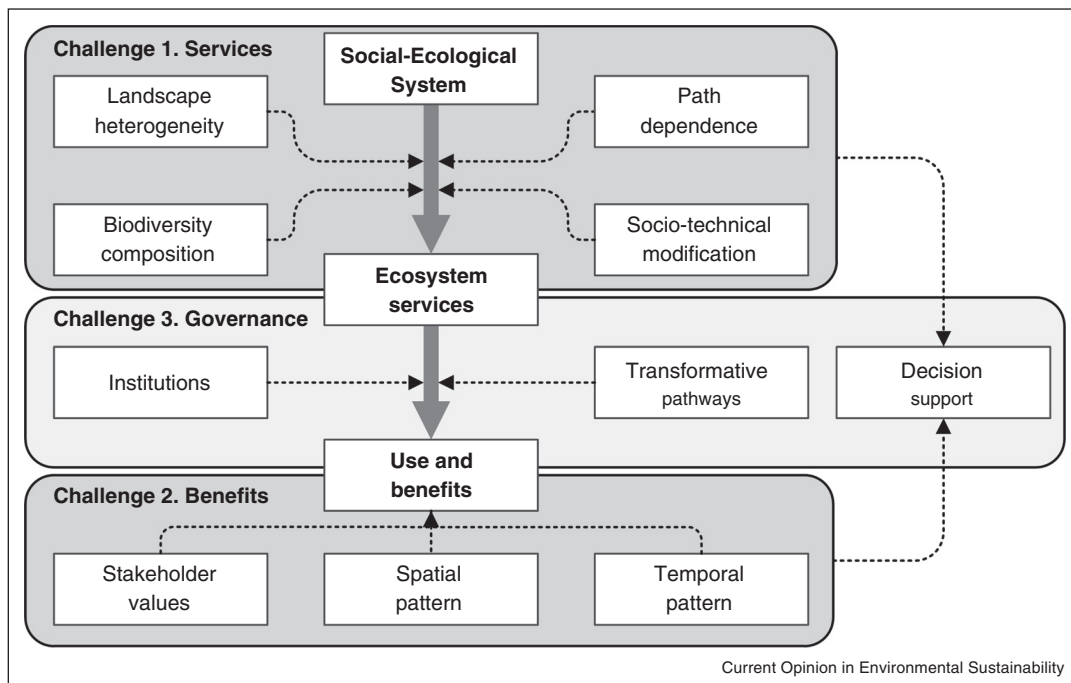 Challenge 1. Services
Social-Ecological
System
Landscape
heterogeneity
Path
dependence
Biodiversity
composition
Socio-technical
modification
Ecosystem
services
Challenge 3. Governance
Institutions
Transformative
pathways
Decision
support
Use and
benefits
Challenge 2. Benefits
Stakeholder
values
Spatial
pattern
Temporal
pattern
Current Opinion in Environmental Sustainability